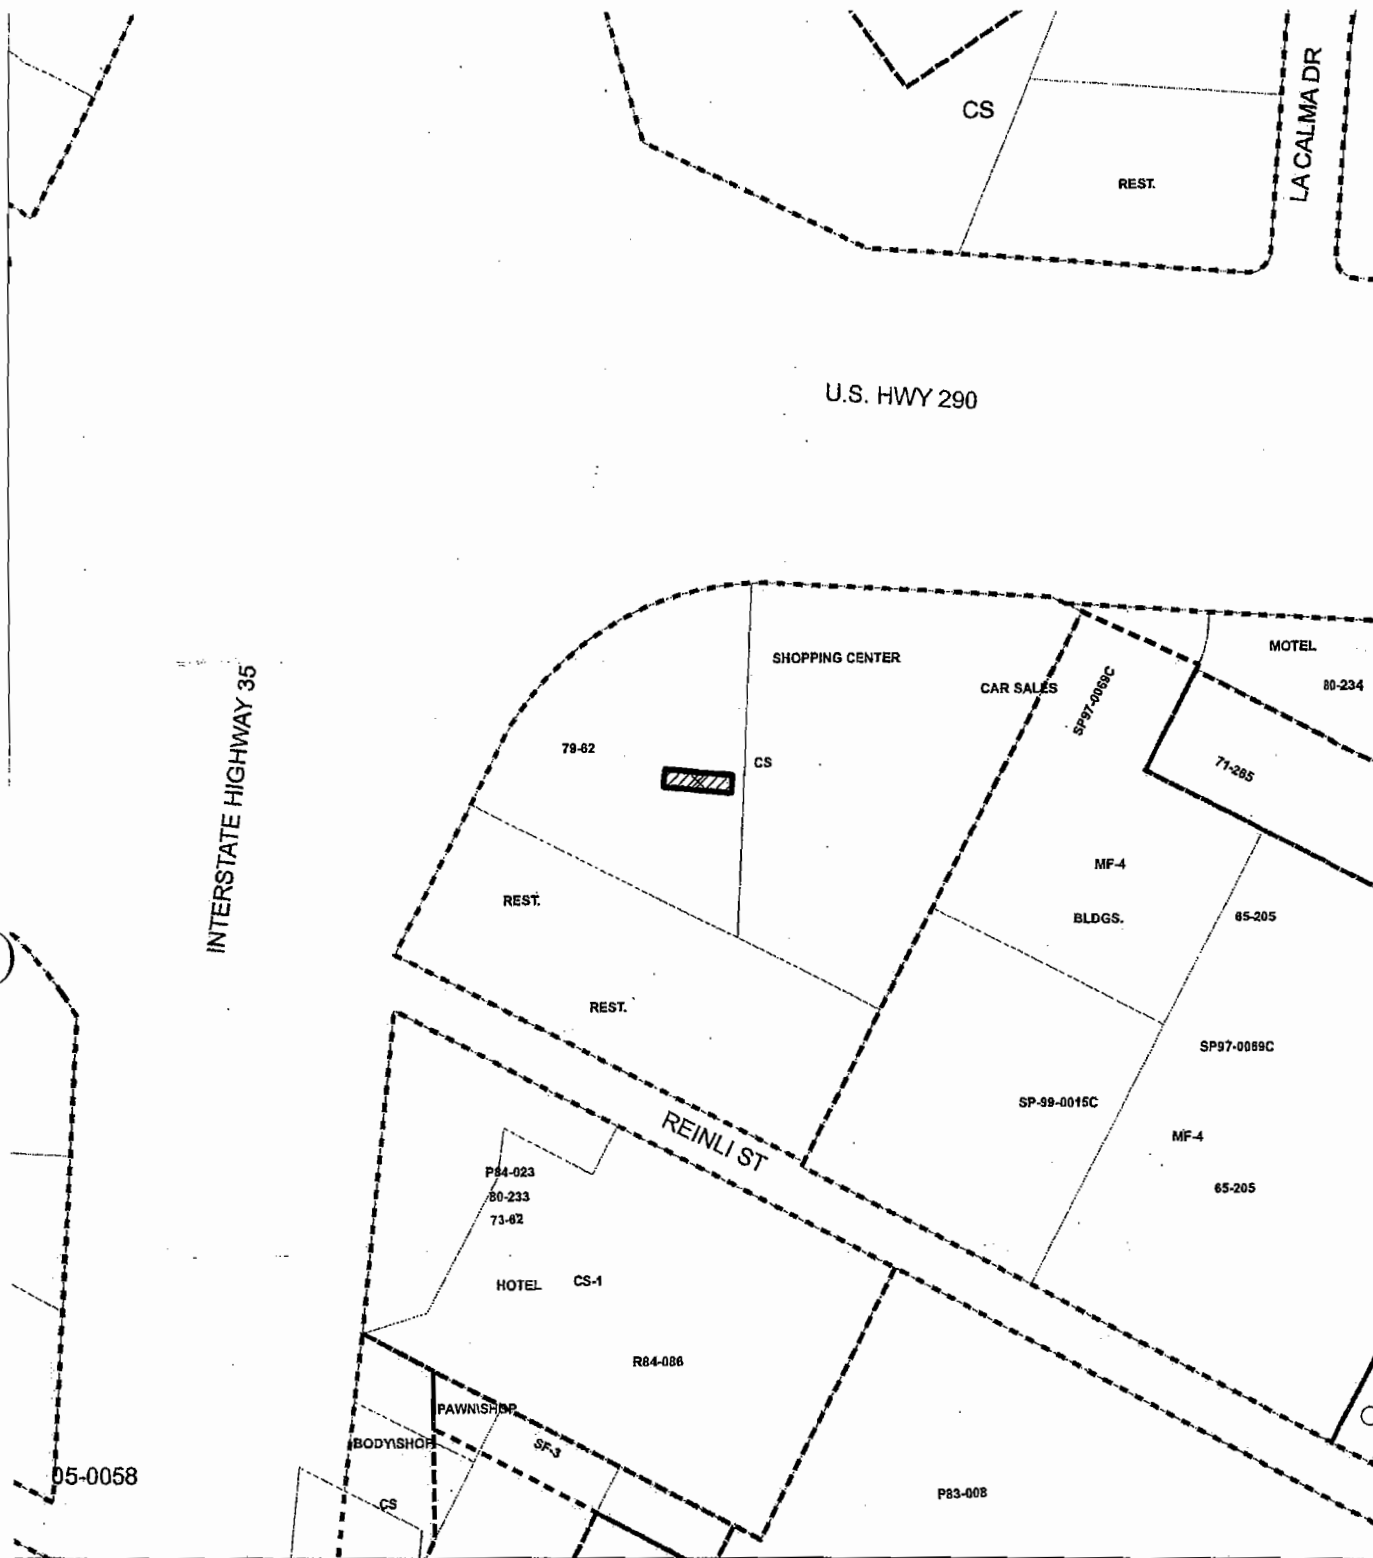 CS
LA CALMA DR
REST.
U.S. HWY 290
INTERSTATE HIGHWAY 35
SHOPPING CENTER
MOTEL
CAR SALES
SP97-0069C
80-234
79-62
CS
71-285
MF-4
REST.
BLDGS.
65-205
REST.
SP97-0069C
SP-99-0015C
REINLI ST
MF-4
P84-023
80-233
73-62
65-205
HOTEL
CS-1
R84-086
PAWN\SHOP
BODY\SHOP
SF-3
05-0058
CS
P83-008